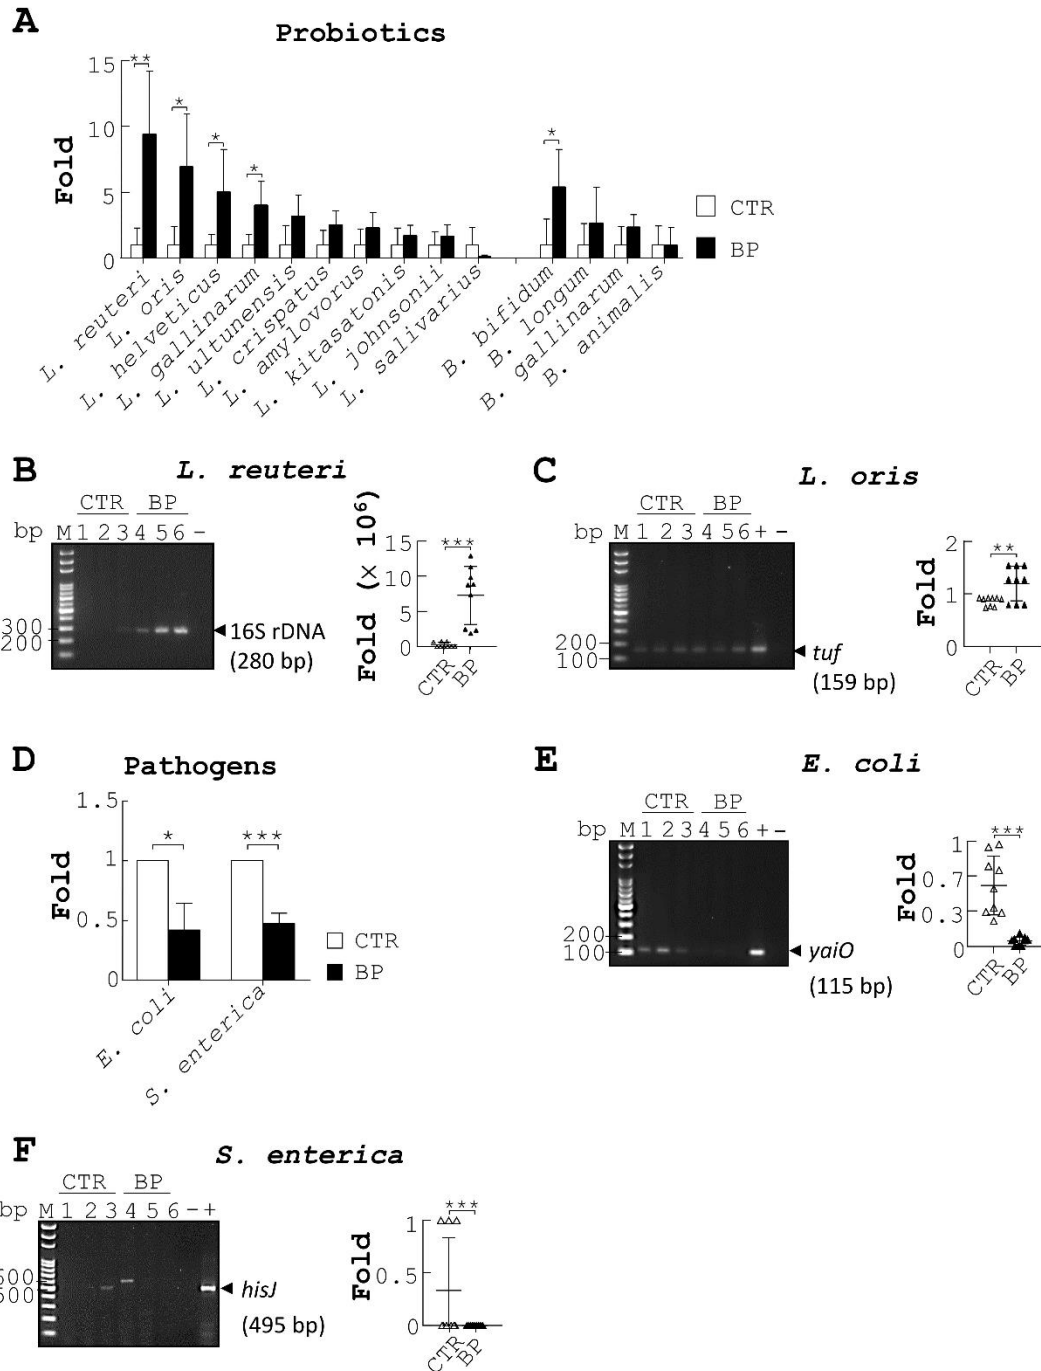 A
Probiotics
**
*
*
*
*
15
10
5
0
Fold
CTR
BP
L. reuteri
L. oris
L. helveticus
L. gallinarum
L. ultunensis
L. crispatus
L. amylovorus
L. kitasatonis
L. johnsonii
L. salivarius
B. bifidum
B. longum
B. gallinarum
B. animalis
B
L. reuteri
CTR BP
bp M 1 2 3 4 5 6 −
300
200
16S rDNA
(280 bp)
Fold (× 10⁶)
***
15
10
5
0
CTR
BP
C
L. oris
CTR BP
bp M 1 2 3 4 5 6 + −
200
100
tuf
(159 bp)
Fold
**
2
1
0
CTR
BP
D
Pathogens
1.5
1
0.5
0
Fold
*
***
CTR
BP
E. coli
S. enterica
E
E. coli
CTR BP
bp M 1 2 3 4 5 6 + −
200
100
yaiO
(115 bp)
Fold
***
1
0.7
0.3
0
CTR
BP
F
S. enterica
CTR BP
bp M 1 2 3 4 5 6 − +
500
hisJ
(495 bp)
Fold
***
1
0.5
0
CTR
BP